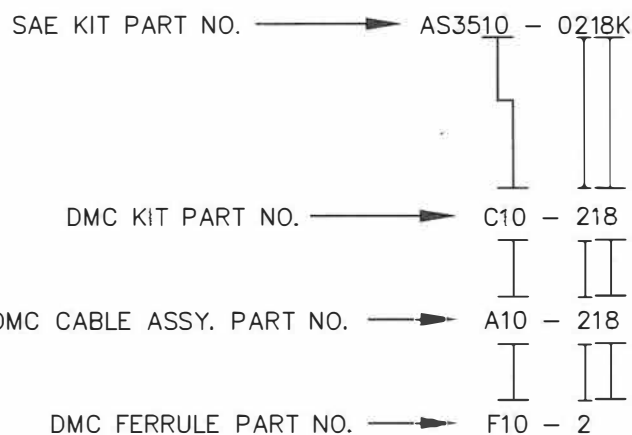 SAE KIT PART NO. AS3510 - 0218K
DMC KIT PART NO. C10 - 218
DMC CABLE ASSY. PART NO. A10 - 218
DMC FERRULE PART NO. F10 - 2